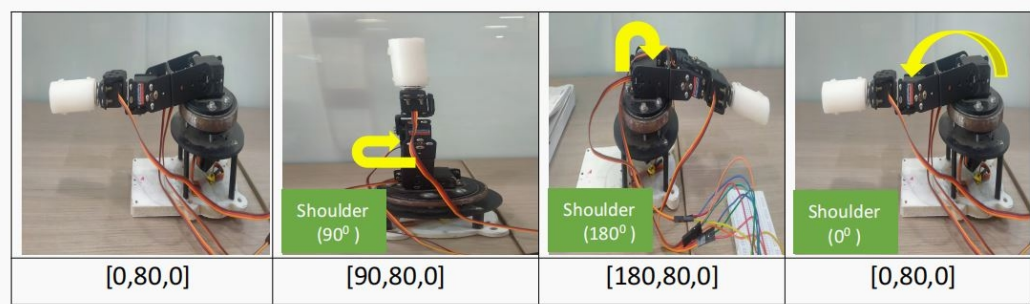 Shoulder
(90⁰ )
Shoulder
(180⁰ )
Shoulder
(0⁰ )
[0,80,0]
[90,80,0]
[180,80,0]
[0,80,0]